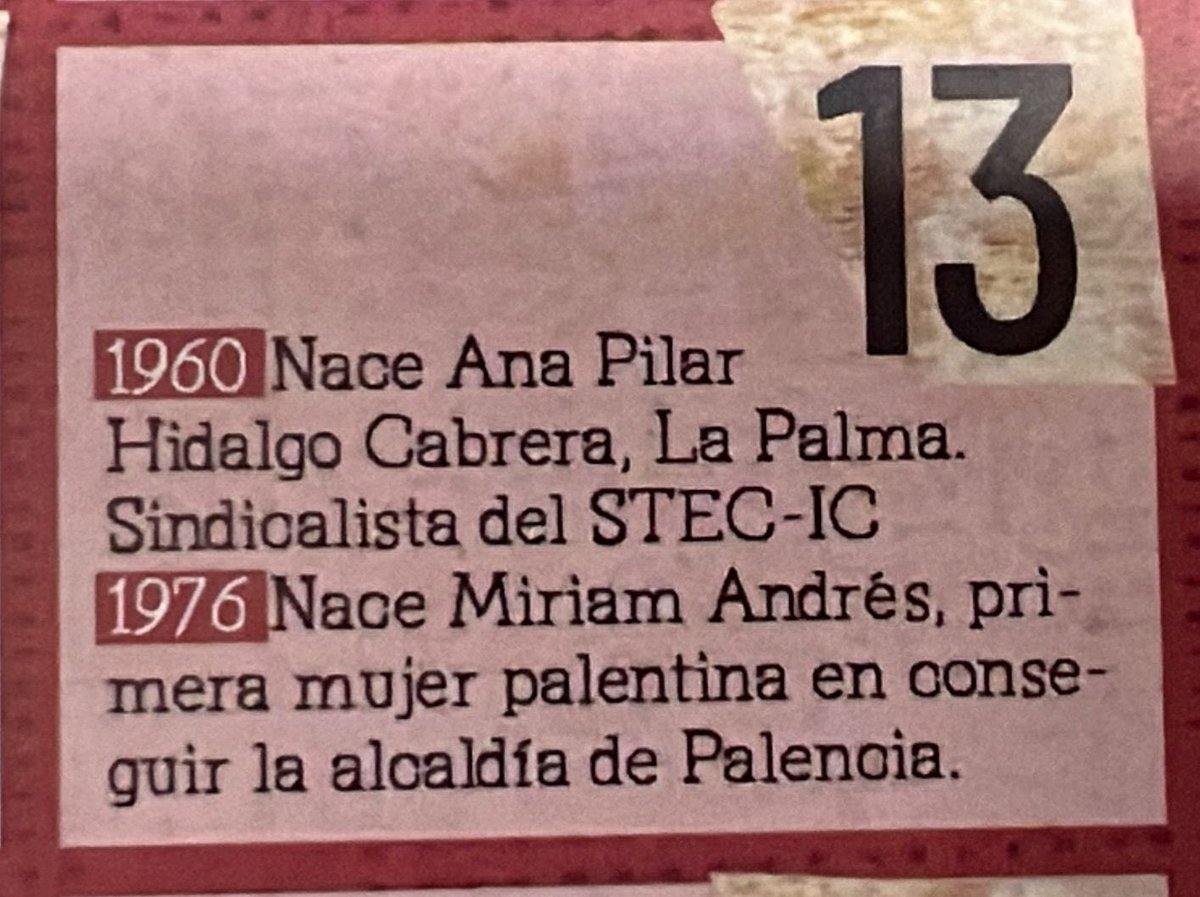 13
1960 Nace Ana Pilar
Hidalgo Cabrera, La Palma.
Sindicalista del STEC-IC
1976 Nace Miriam Andrés, pri-
mera mujer palentina en conse-
guir la alcaldía de Palencia.